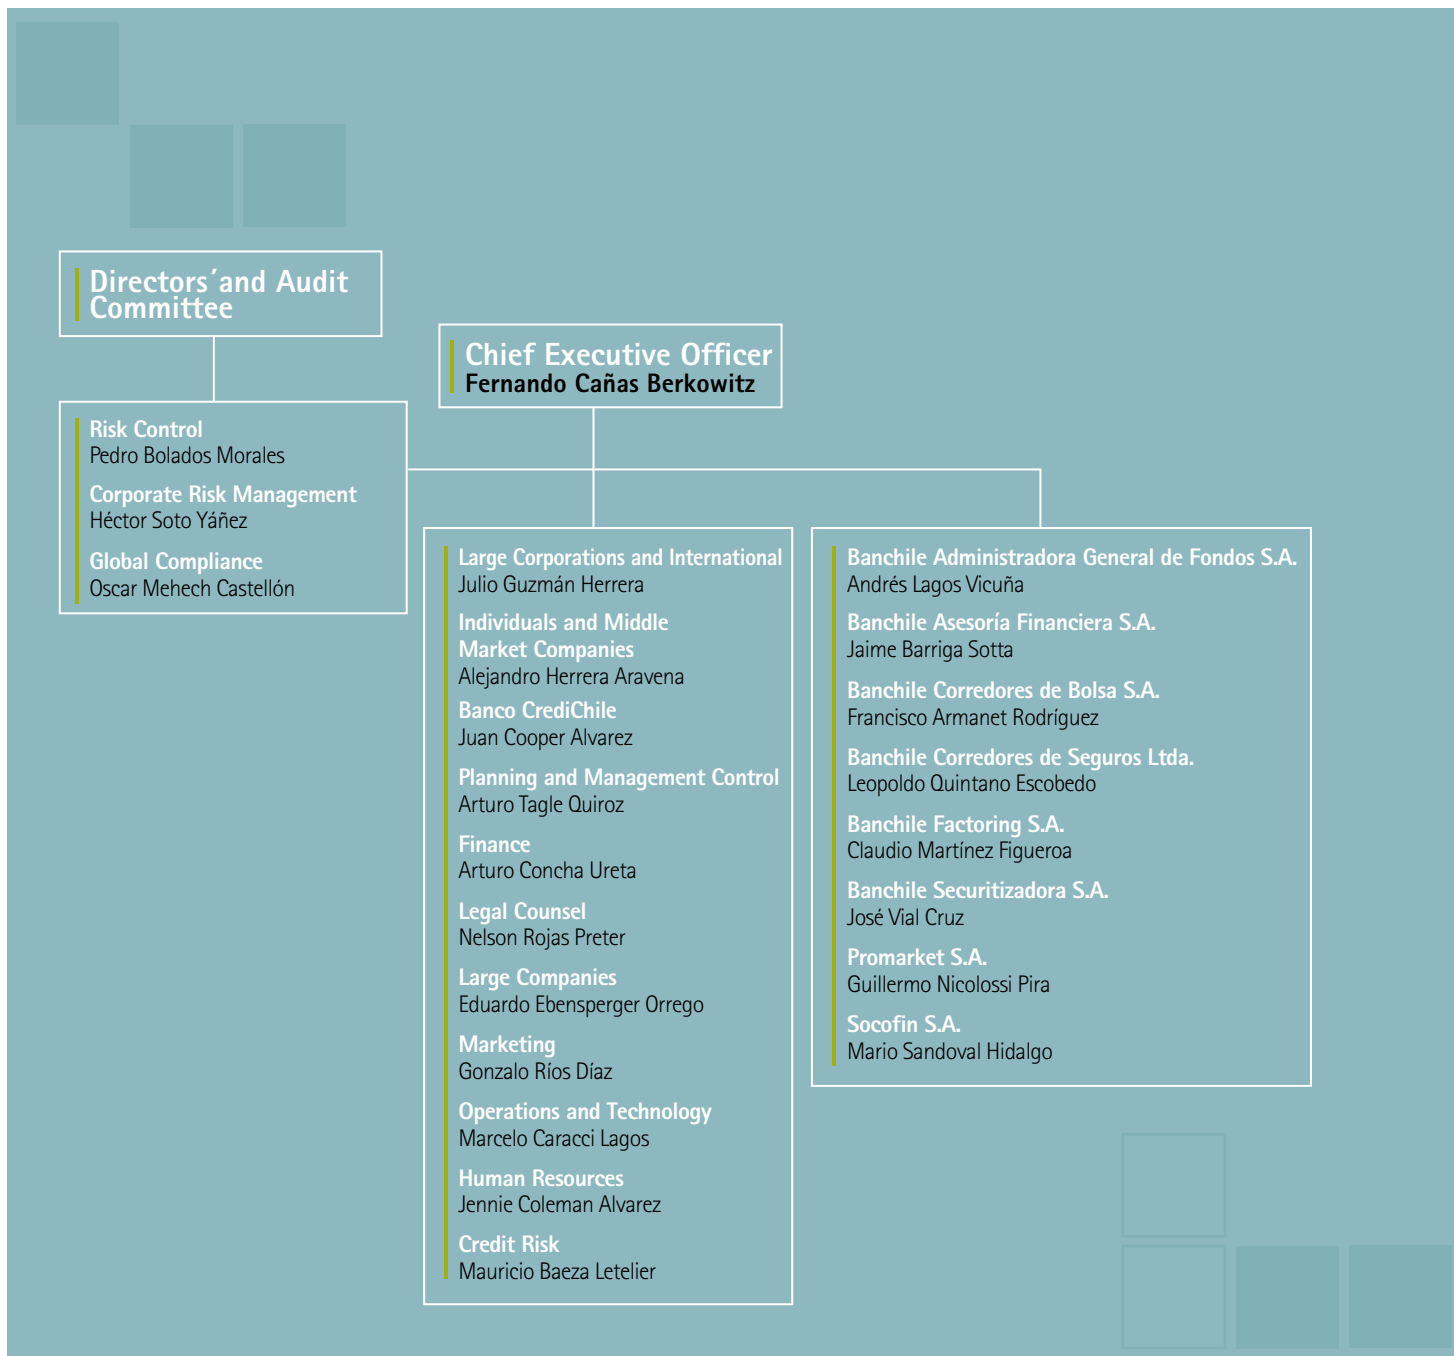 Directors´and Audit
Committee
Chief Executive Officer
Fernando Cañas Berkowitz
Risk Control
Pedro Bolados Morales
Corporate Risk Management
Héctor Soto Yáñez
Global Compliance
Oscar Mehech Castellón
Large Corporations and International
Julio Guzmán Herrera
Individuals and Middle
Market Companies
Alejandro Herrera Aravena
Banco CrediChile
Juan Cooper Alvarez
Planning and Management Control
Arturo Tagle Quiroz
Finance
Arturo Concha Ureta
Legal Counsel
Nelson Rojas Preter
Large Companies
Eduardo Ebensperger Orrego
Marketing
Gonzalo Ríos Díaz
Operations and Technology
Marcelo Caracci Lagos
Human Resources
Jennie Coleman Alvarez
Credit Risk
Mauricio Baeza Letelier
Banchile Administradora General de Fondos S.A.
Andrés Lagos Vicuña
Banchile Asesoría Financiera S.A.
Jaime Barriga Sotta
Banchile Corredores de Bolsa S.A.
Francisco Armanet Rodríguez
Banchile Corredores de Seguros Ltda.
Leopoldo Quintano Escobedo
Banchile Factoring S.A.
Claudio Martínez Figueroa
Banchile Securitizadora S.A.
José Vial Cruz
Promarket S.A.
Guillermo Nicolossi Pira
Socofin S.A.
Mario Sandoval Hidalgo